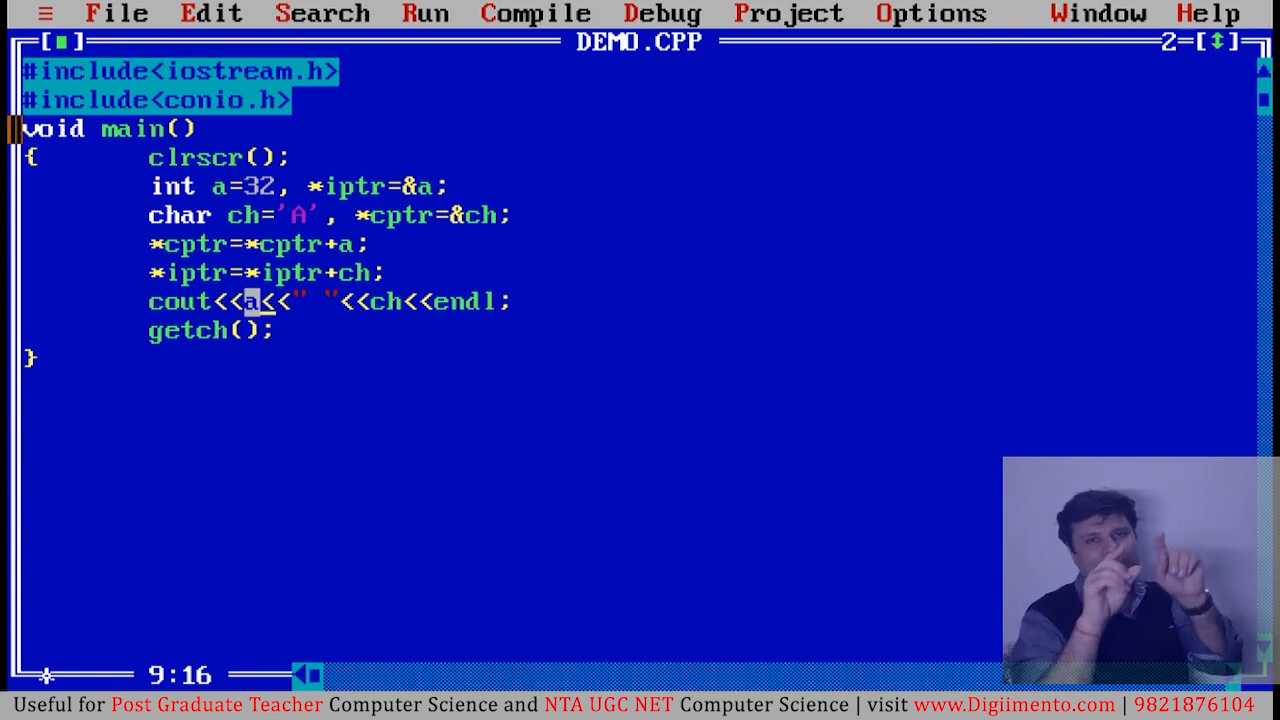 ≡ File Edit Search Run Compile Debug Project Options Window Help
[■] DEMO.CPP 2=[↕]
#include<iostream.h>
#include<conio.h>
void main()
{ clrscr();
int a=32, *iptr=&a;
char ch='A', *cptr=&ch;
*cptr=*cptr+a;
*iptr=*iptr+ch;
cout<<a<<" "<<ch<<endl;
getch();
}
9:16
Useful for Post Graduate Teacher Computer Science and NTA UGC NET Computer Science | visit www.Digiimento.com | 9821876104